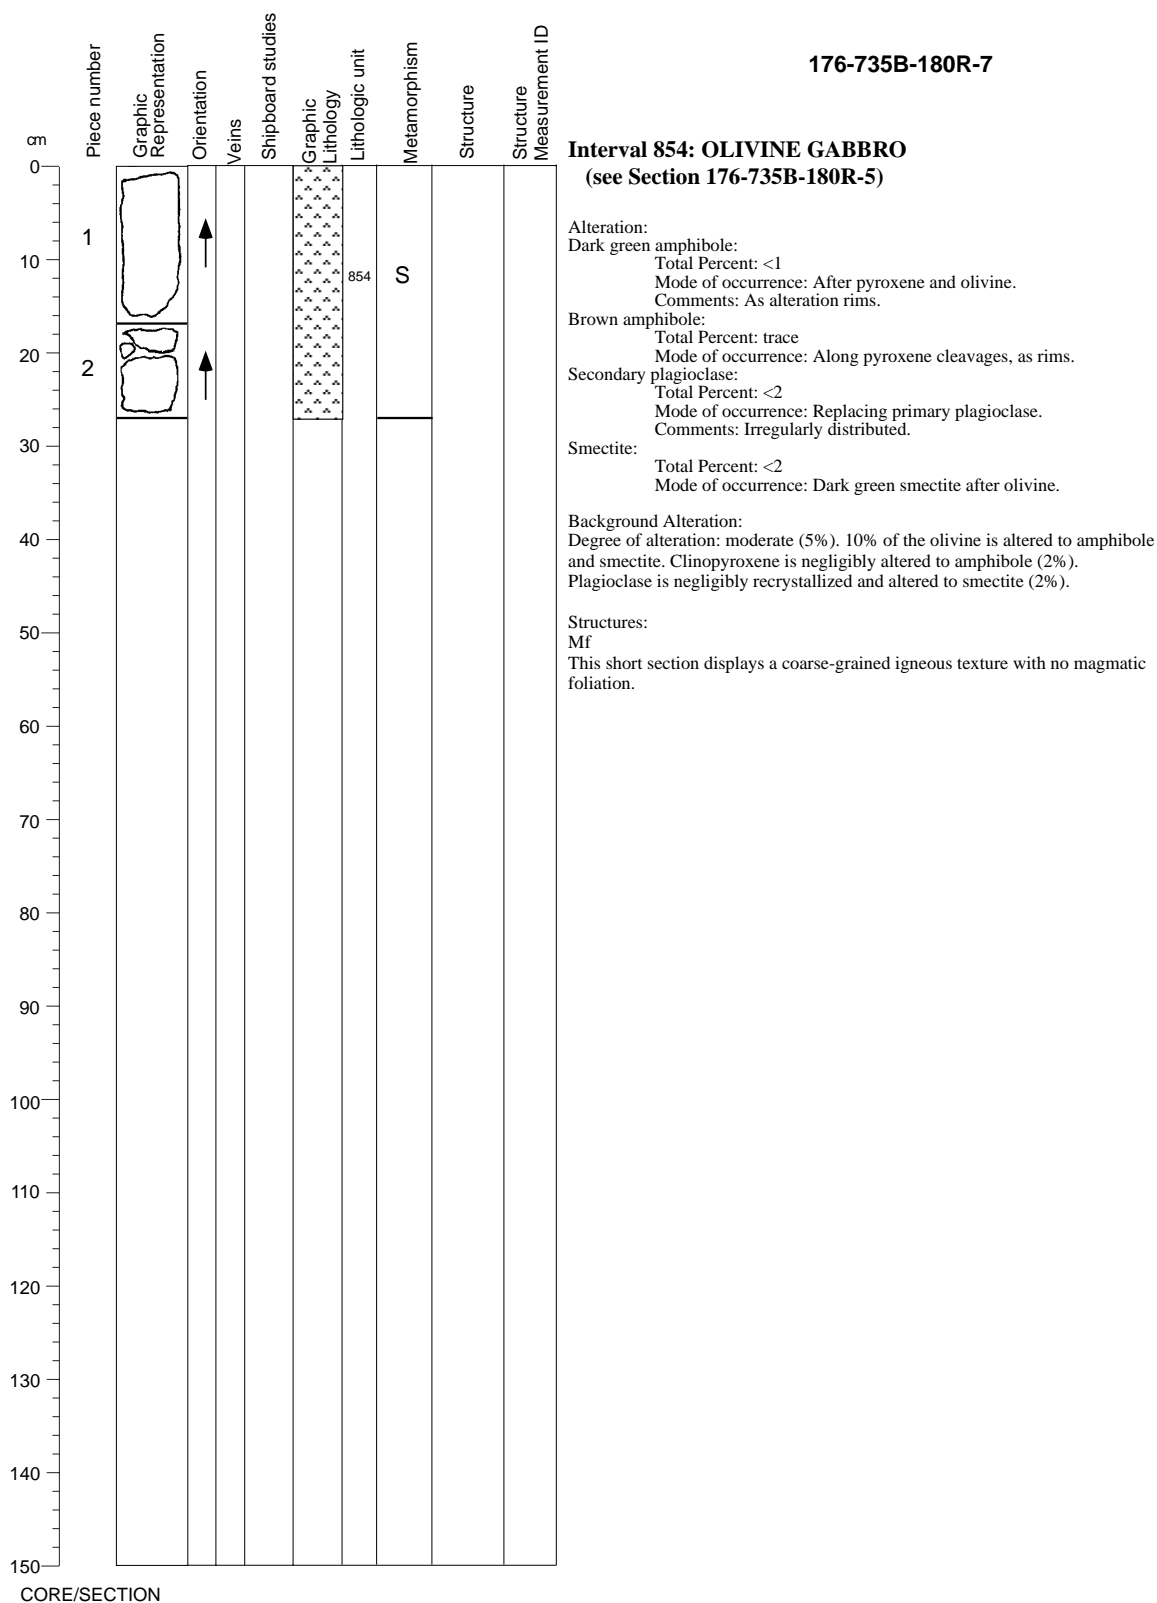 Piece number
Graphic
Representation
Orientation
Veins
Shipboard studies
Graphic
Lithology
Lithologic unit
Metamorphism
Structure
Structure
Measurement ID
cm
0
10
20
30
40
50
60
70
80
90
100
110
120
130
140
150
1
2
854
S
CORE/SECTION
176-735B-180R-7
Interval 854: OLIVINE GABBRO
(see Section 176-735B-180R-5)
Alteration:
Dark green amphibole:
Total Percent: <1
Mode of occurrence: After pyroxene and olivine.
Comments: As alteration rims.
Brown amphibole:
Total Percent: trace
Mode of occurrence: Along pyroxene cleavages, as rims.
Secondary plagioclase:
Total Percent: <2
Mode of occurrence: Replacing primary plagioclase.
Comments: Irregularly distributed.
Smectite:
Total Percent: <2
Mode of occurrence: Dark green smectite after olivine.
Background Alteration:
Degree of alteration: moderate (5%). 10% of the olivine is altered to amphibole
and smectite. Clinopyroxene is negligibly altered to amphibole (2%).
Plagioclase is negligibly recrystallized and altered to smectite (2%).
Structures:
Mf
This short section displays a coarse-grained igneous texture with no magmatic
foliation.